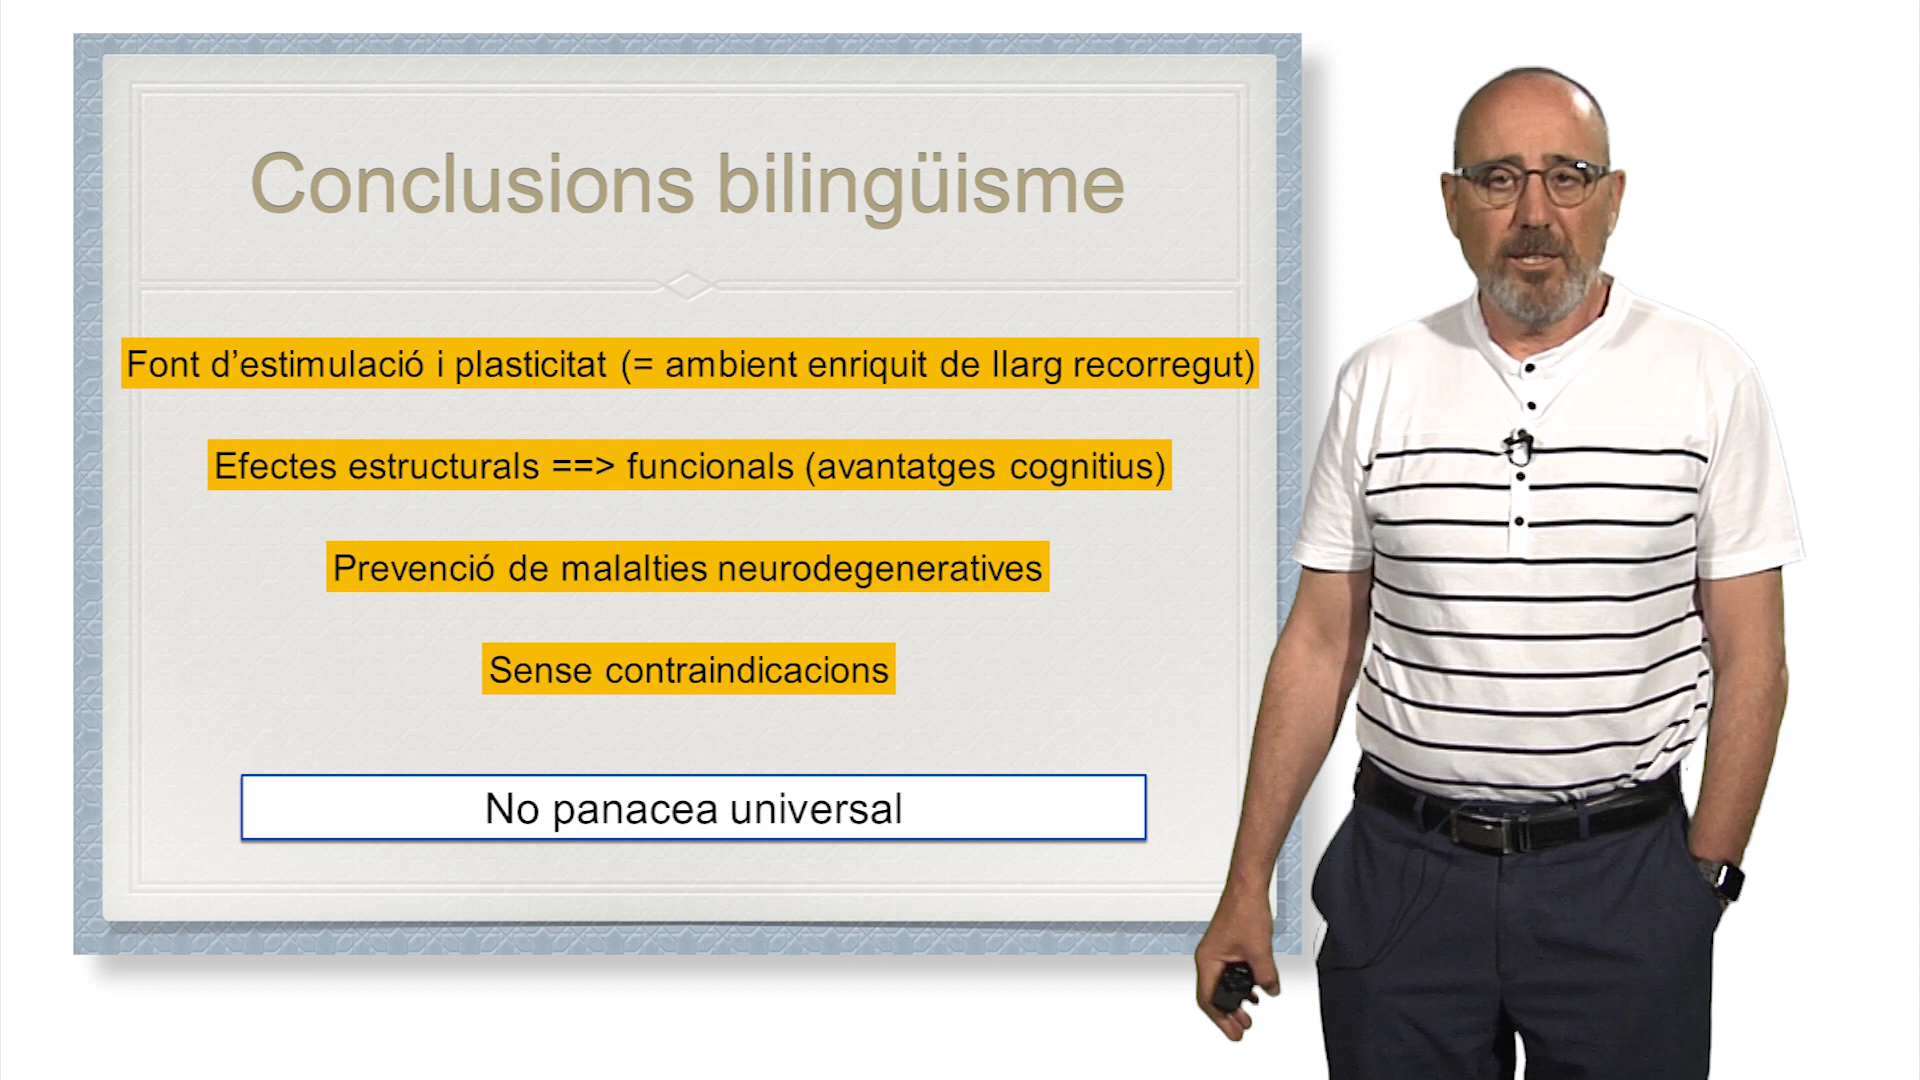 Conclusions bilingüisme
Font d’estimulació i plasticitat (= ambient enriquit de llarg recorregut)
Efectes estructurals ==> funcionals (avantatges cognitius)
Prevenció de malalties neurodegeneratives
Sense contraindicacions
No panacea universal